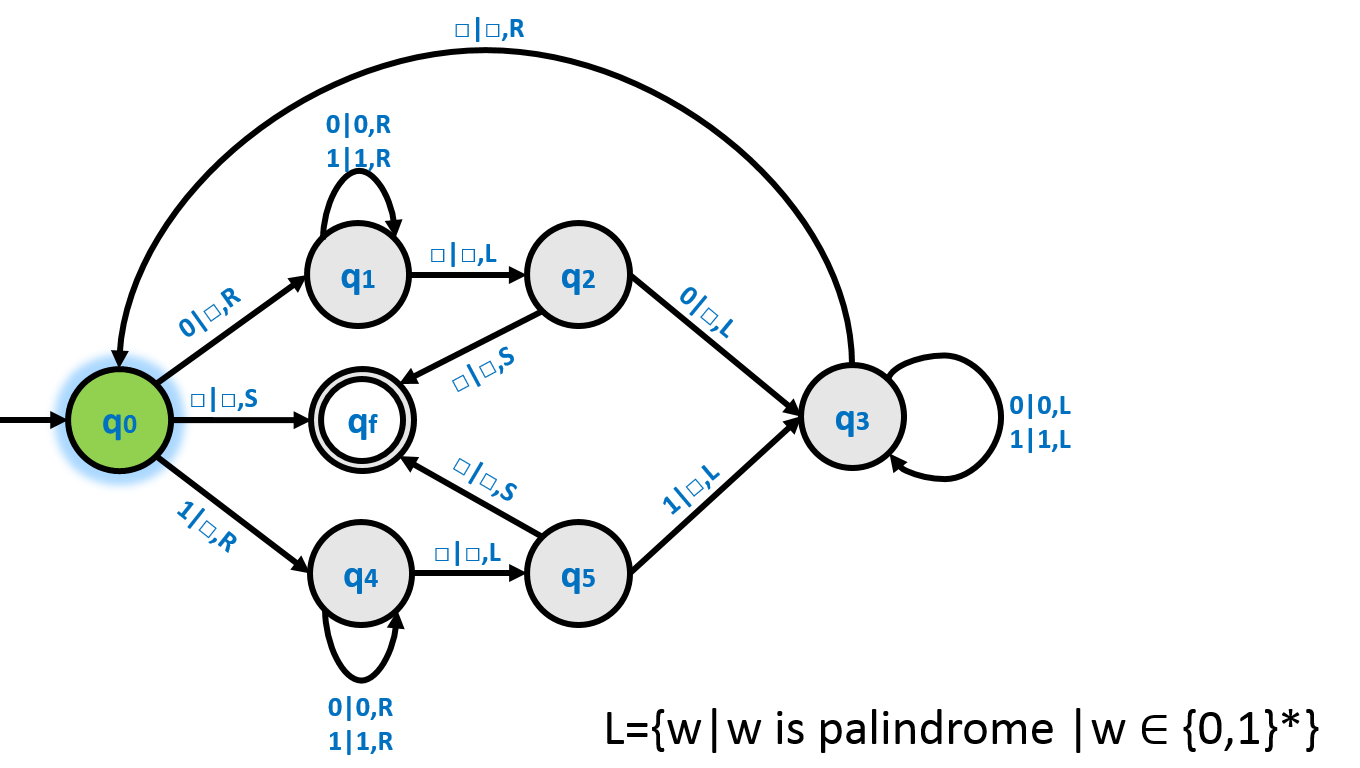 □|□,R
0|0,R
1|1,R
□|□,L
q1
q2
0|□,R
0|□,L
□|□,S
□|□,S
q0
qf
q3
0|0,L
1|1,L
□|□,S
1|□,R
1|□,L
□|□,L
q4
q5
0|0,R
1|1,R
L={w|w is palindrome |w ∈ {0,1}*}